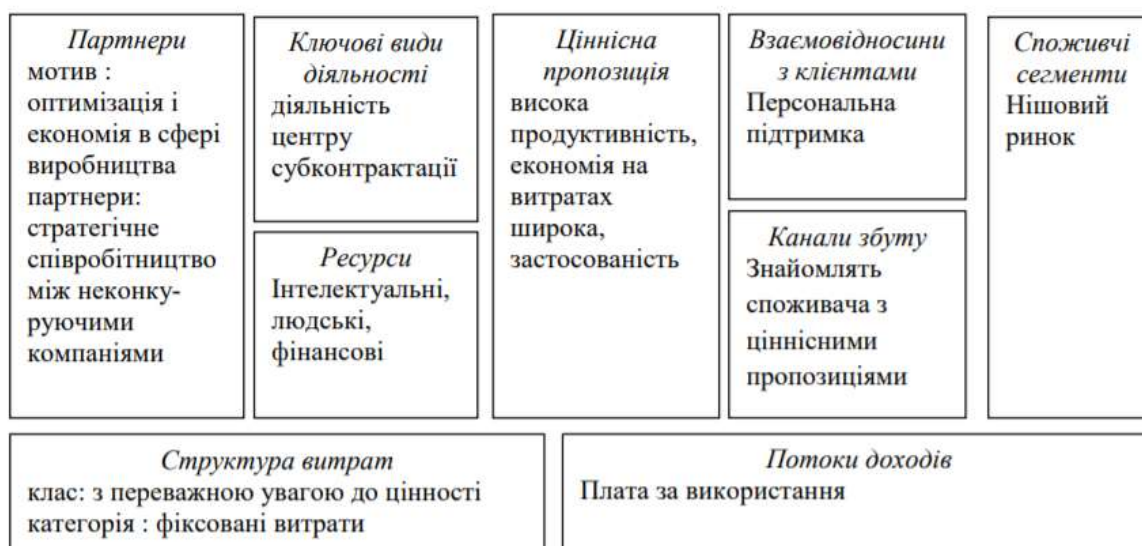 Партнери
мотив :
оптимізація і
економія в сфері
виробництва
партнери:
стратегічне
співробітництво
між неконку-
руючими
компаніями
Ключові види
діяльності
діяльність
центру
субконтрактації
Ресурси
Інтелектуальні,
людські,
фінансові
Ціннісна
пропозиція
висока
продуктивність,
економія на
витратах
широка,
застосованість
Взаємовідносини
з клієнтами
Персональна
підтримка
Канали збуту
Знайомлять
споживача з
ціннісними
пропозиціями
Споживчі
сегменти
Нішовий
ринок
Структура витрат
клас: з переважною увагою до цінності
категорія : фіксовані витрати
Потоки доходів
Плата за використання